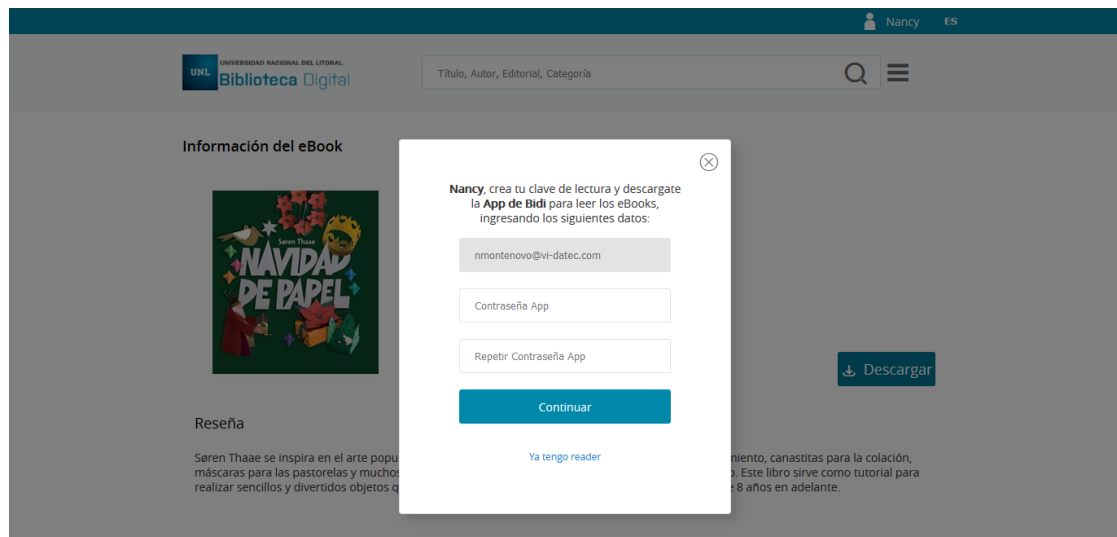 Nancy ES
UNIVERSIDAD NACIONAL DEL LITORAL
UNL Biblioteca Digital
Título, Autor, Editorial, Categoría
Información del eBook
Søren Thaae
NAVIDAD
DE PAPEL
Nancy, crea tu clave de lectura y descargate
la App de Bidi para leer los eBooks,
ingresando los siguientes datos:
nmontenovo@vi-datec.com
Contraseña App
Repetir Contraseña App
Continuar
Ya tengo reader
Descargar
Reseña
Søren Thaae se inspira en el arte popu miento, canastitas para la colación,
máscaras para las pastorelas y muchos o. Este libro sirve como tutorial para
realizar sencillos y divertidos objetos q e 8 años en adelante.